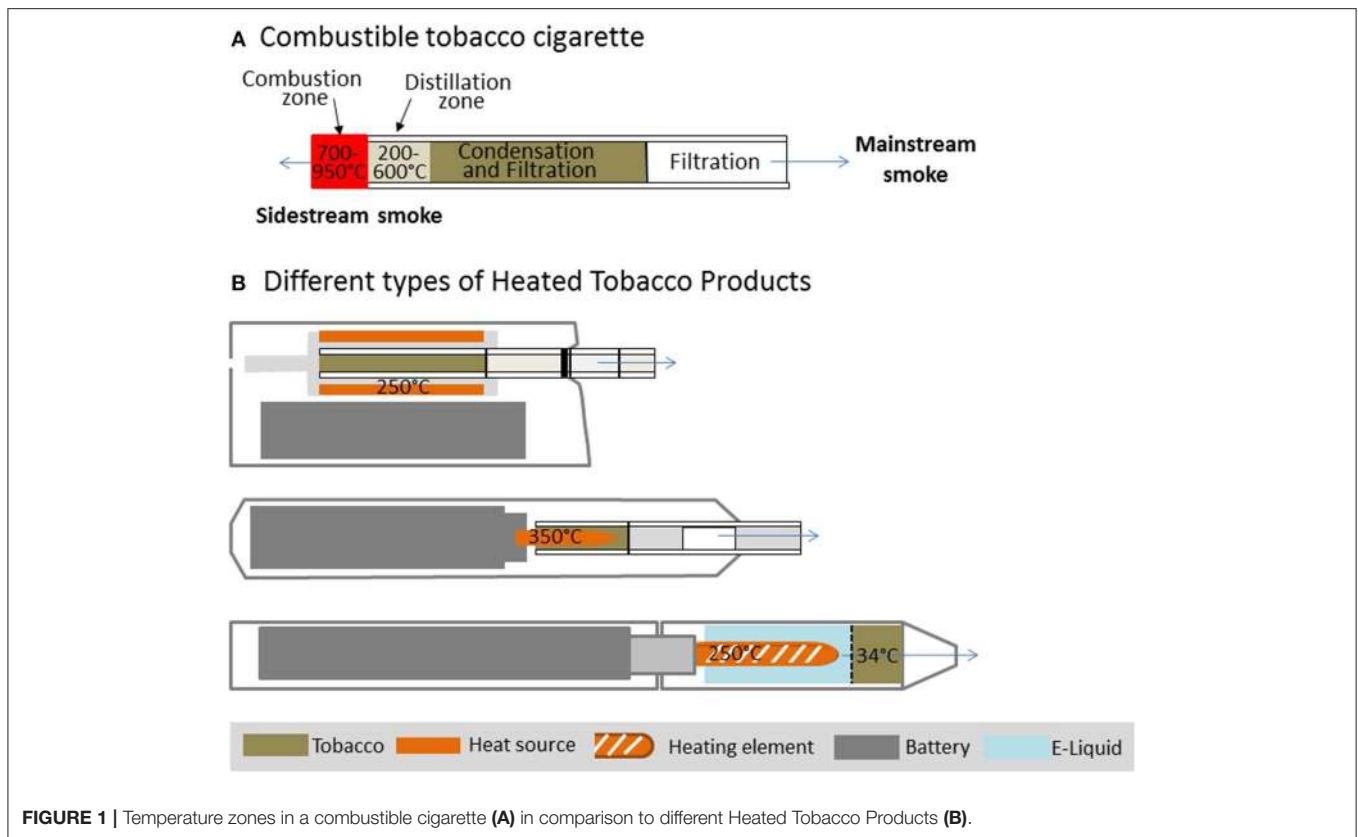 A Combustible tobacco cigarette
Combustion
zone
Distillation
zone
700-
950°C
200-
600°C
Condensation
and Filtration
Filtration
Mainstream
smoke
Sidestream smoke
B Different types of Heated Tobacco Products
250°C
350°C
250°C
34°C
Tobacco
Heat source
Heating element
Battery
E-Liquid
FIGURE 1 | Temperature zones in a combustible cigarette (A) in comparison to different Heated Tobacco Products (B).